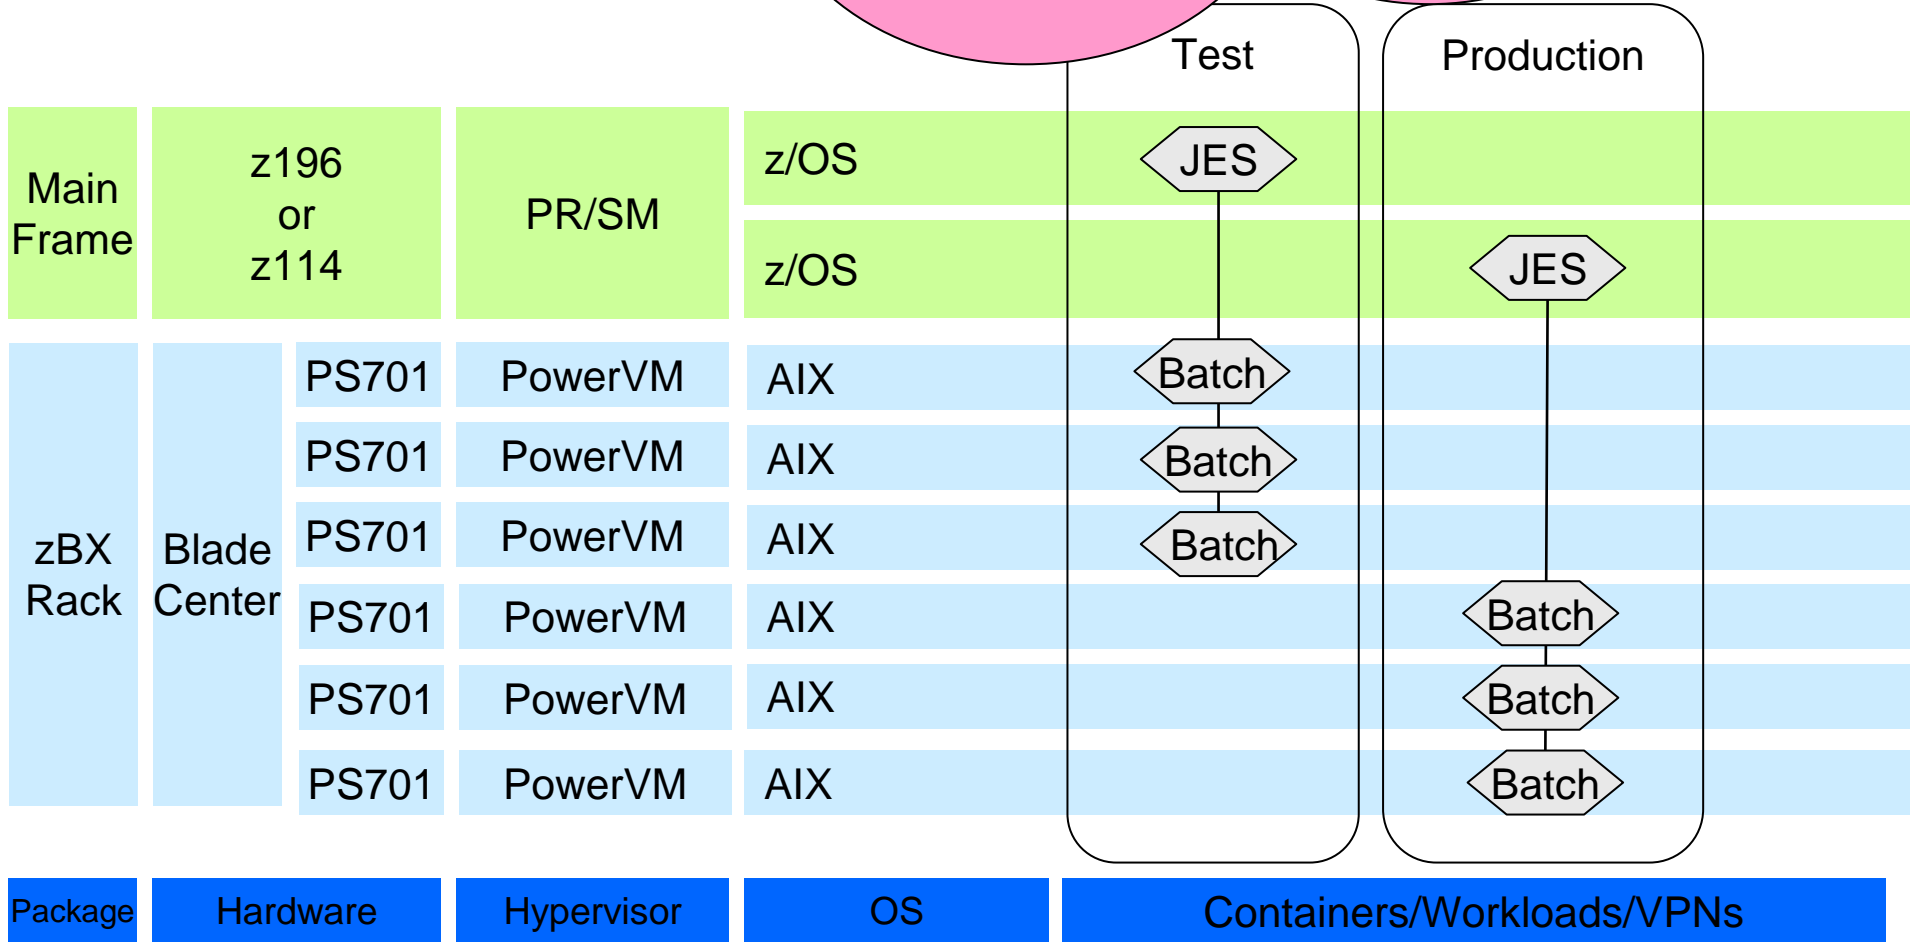 Test
Production
Main
Frame
z196
or
z114
PR/SM
z/OS
JES
z/OS
JES
zBX
Rack
Blade
Center
PS701
PowerVM
AIX
Batch
PS701
PowerVM
AIX
Batch
PS701
PowerVM
AIX
Batch
PS701
PowerVM
AIX
Batch
PS701
PowerVM
AIX
Batch
PS701
PowerVM
AIX
Batch
Package
Hardware
Hypervisor
OS
Containers/Workloads/VPNs